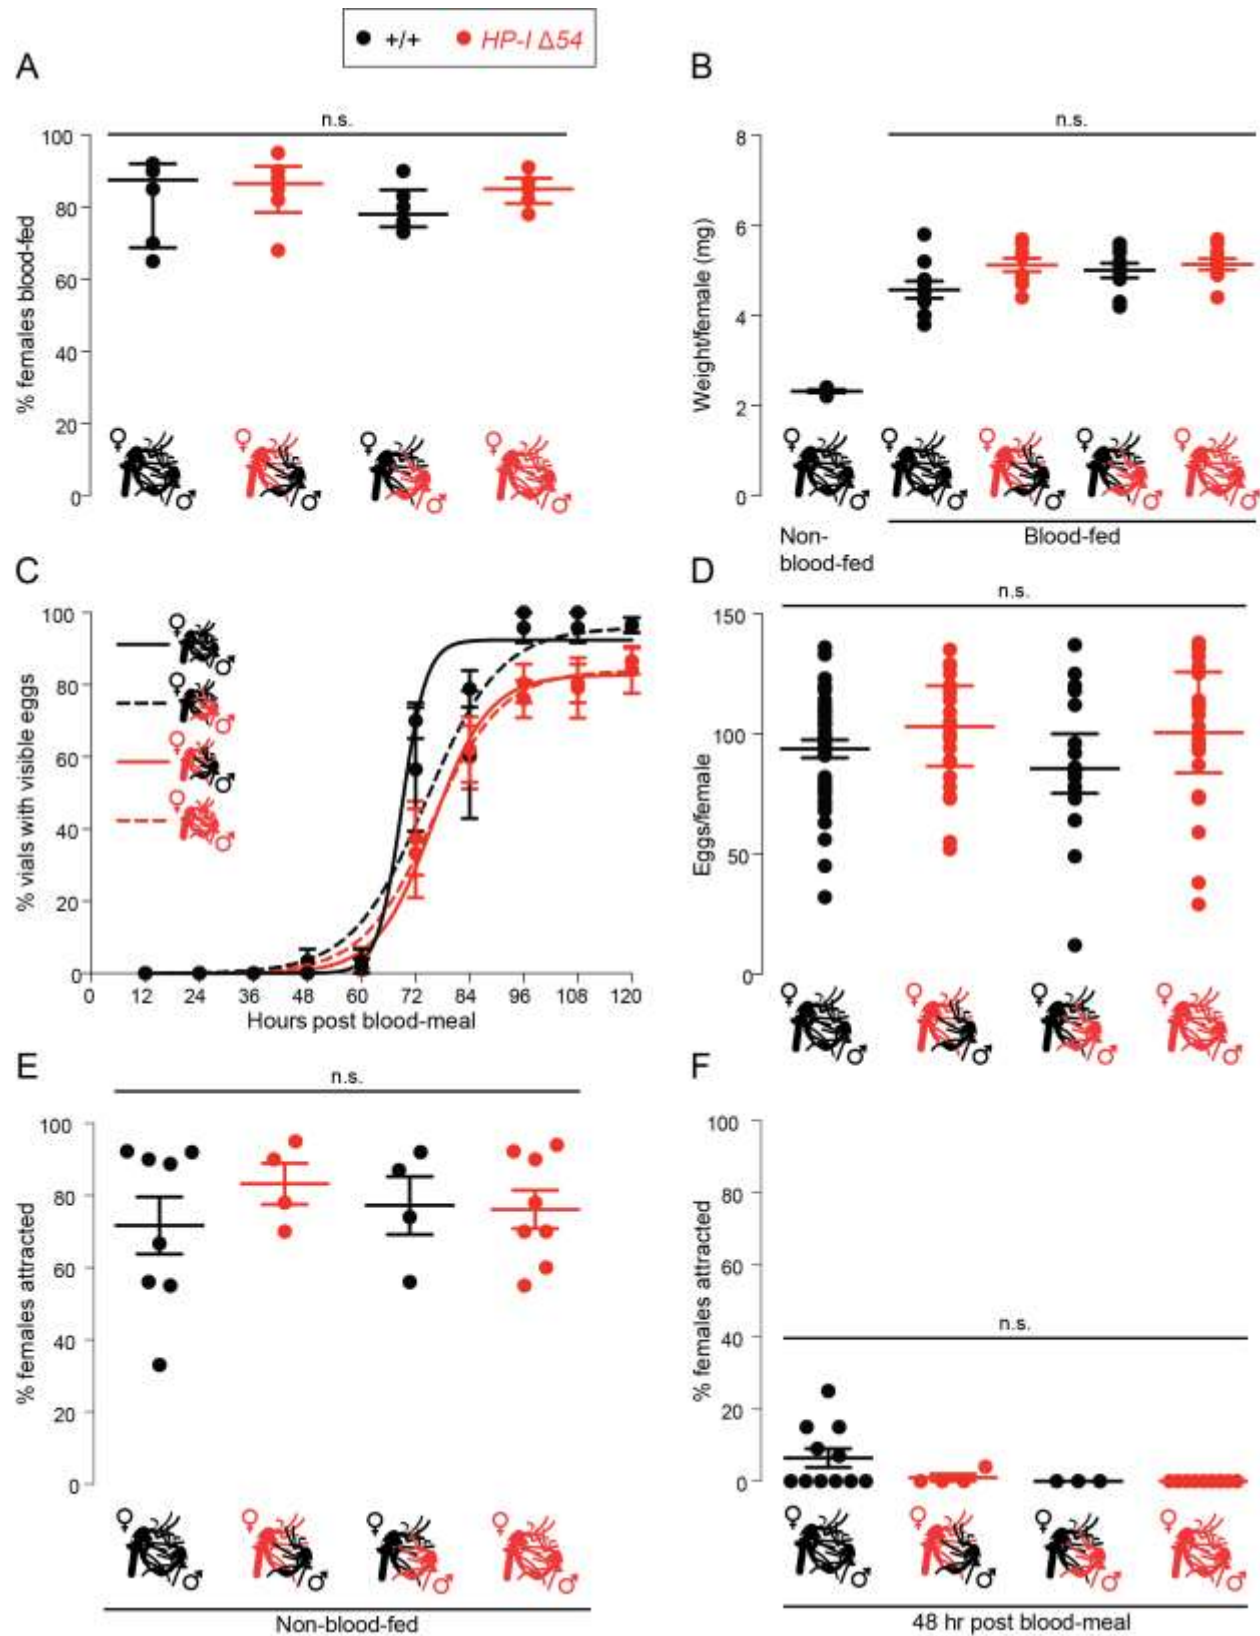 +/+ HP-I Δ54
A
n.s.
% females blood-fed
100
80
60
40
20
0
♀ ♂ ♀ ♂ ♀ ♂ ♀ ♂
B
n.s.
Weight/female (mg)
8
6
4
2
0
♀ ♂ ♀ ♂ ♀ ♂ ♀ ♂ ♀ ♂
Non-
blood-fed
Blood-fed
C
% vials with visible eggs
100
80
60
40
20
0
♀ ♂
♀ ♂
♀ ♂
♀ ♂
0 12 24 36 48 60 72 84 96 108 120
Hours post blood-meal
D
n.s.
Eggs/female
150
100
50
0
♀ ♂ ♀ ♂ ♀ ♂ ♀ ♂
E
n.s.
% females attracted
100
80
60
40
20
0
♀ ♂ ♀ ♂ ♀ ♂ ♀ ♂
Non-blood-fed
F
% females attracted
100
80
60
40
20
0
n.s.
♀ ♂ ♀ ♂ ♀ ♂ ♀ ♂
48 hr post blood-meal